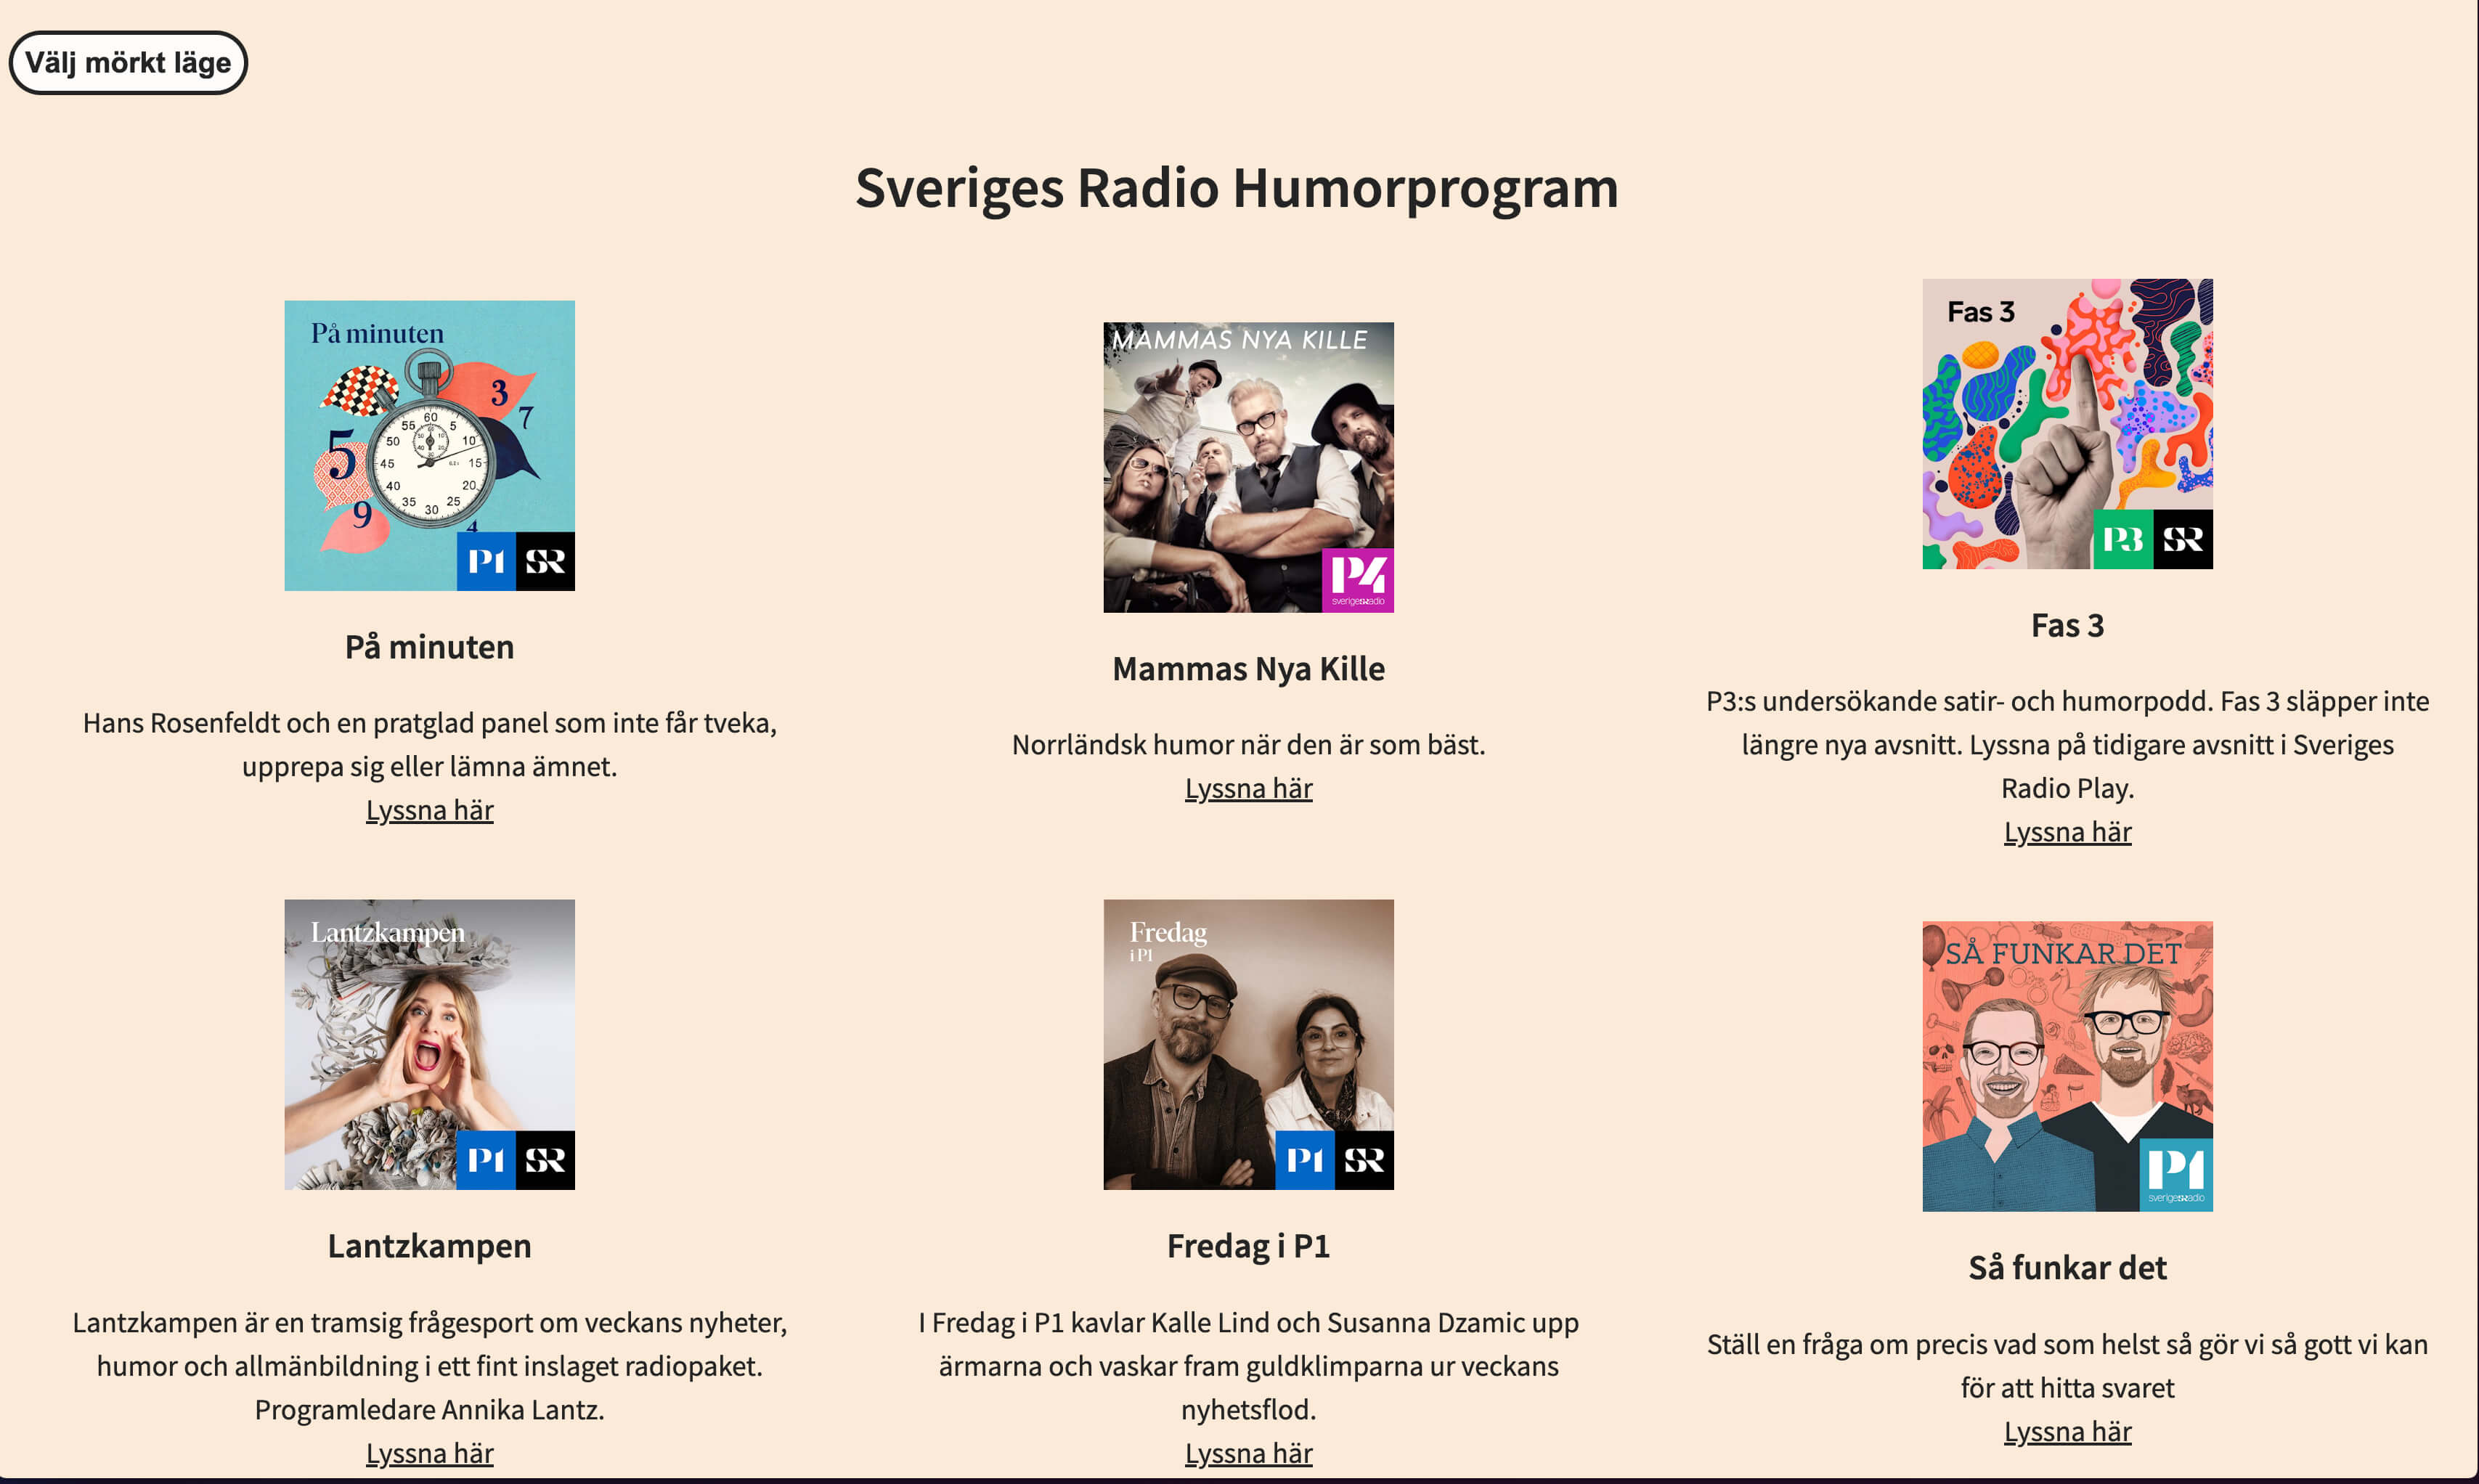 Välj mörkt läge
Sveriges Radio Humorprogram
På minuten
3
7
60
55
5
50
10
5
45
15
40
20
35
25
30
9
4
P1 SR
På minuten
Hans Rosenfeldt och en pratglad panel som inte får tveka,
upprepa sig eller lämna ämnet.
Lyssna här
MAMMAS NYA KILLE
P4
sverigesradio
Mammas Nya Kille
Norrländsk humor när den är som bäst.
Lyssna här
Fas 3
P3 SR
Fas 3
P3:s undersökande satir- och humorpodd. Fas 3 släpper inte
längre nya avsnitt. Lyssna på tidigare avsnitt i Sveriges
Radio Play.
Lyssna här
Lantzkampen
P1 SR
Lantzkampen
Lantzkampen är en tramsig frågesport om veckans nyheter,
humor och allmänbildning i ett fint inslaget radiopaket.
Programledare Annika Lantz.
Lyssna här
Fredag
i P1
P1 SR
Fredag i P1
I Fredag i P1 kavlar Kalle Lind och Susanna Dzamic upp
ärmarna och vaskar fram guldklimparna ur veckans
nyhetsflod.
Lyssna här
SÅ FUNKAR DET
P1
sverigesradio
Så funkar det
Ställ en fråga om precis vad som helst så gör vi så gott vi kan
för att hitta svaret
Lyssna här